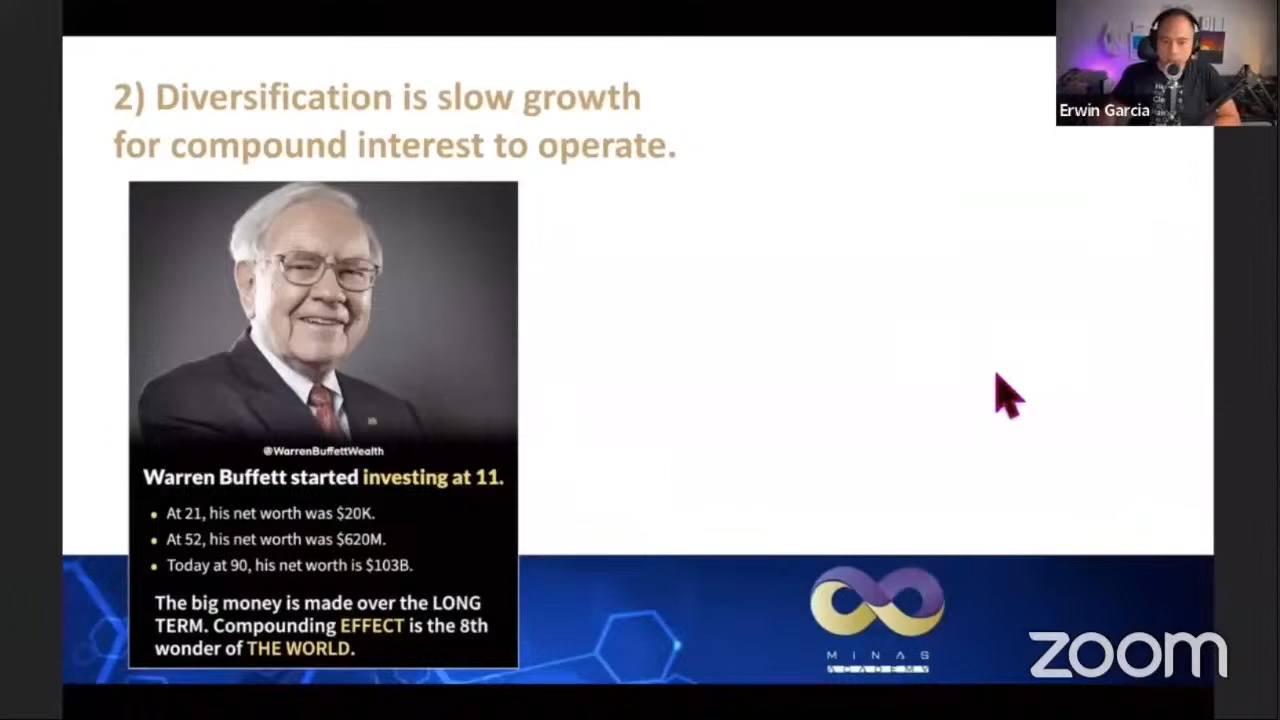 2) Diversification is slow growth
for compound interest to operate.
Erwin Garcia
@WarrenBuffettWealth
Warren Buffett started investing at 11.
• At 21, his net worth was $20K.
• At 52, his net worth was $620M.
• Today at 90, his net worth is $103B.
The big money is made over the LONG
TERM. Compounding EFFECT is the 8th
wonder of THE WORLD.
MINAS
ACADEMY
zoom